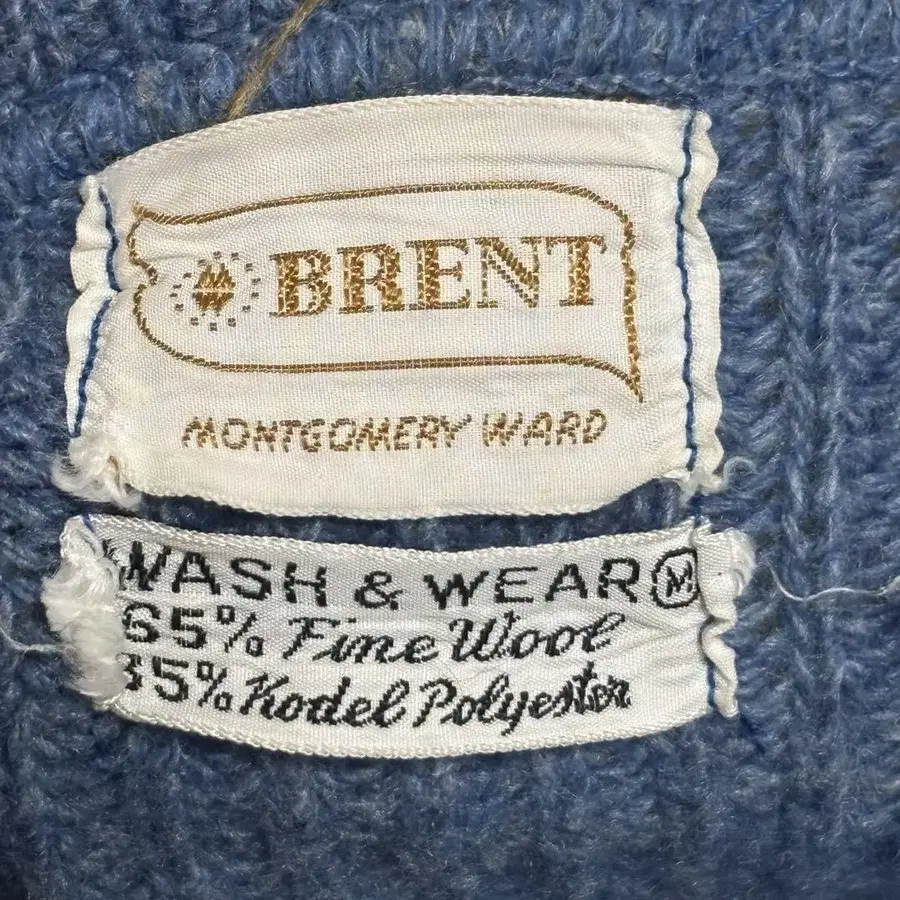 BRENT
MONTGOMERY WARD
WASH & WEAR M
65% Fine Wool
35% Kodel Polyester